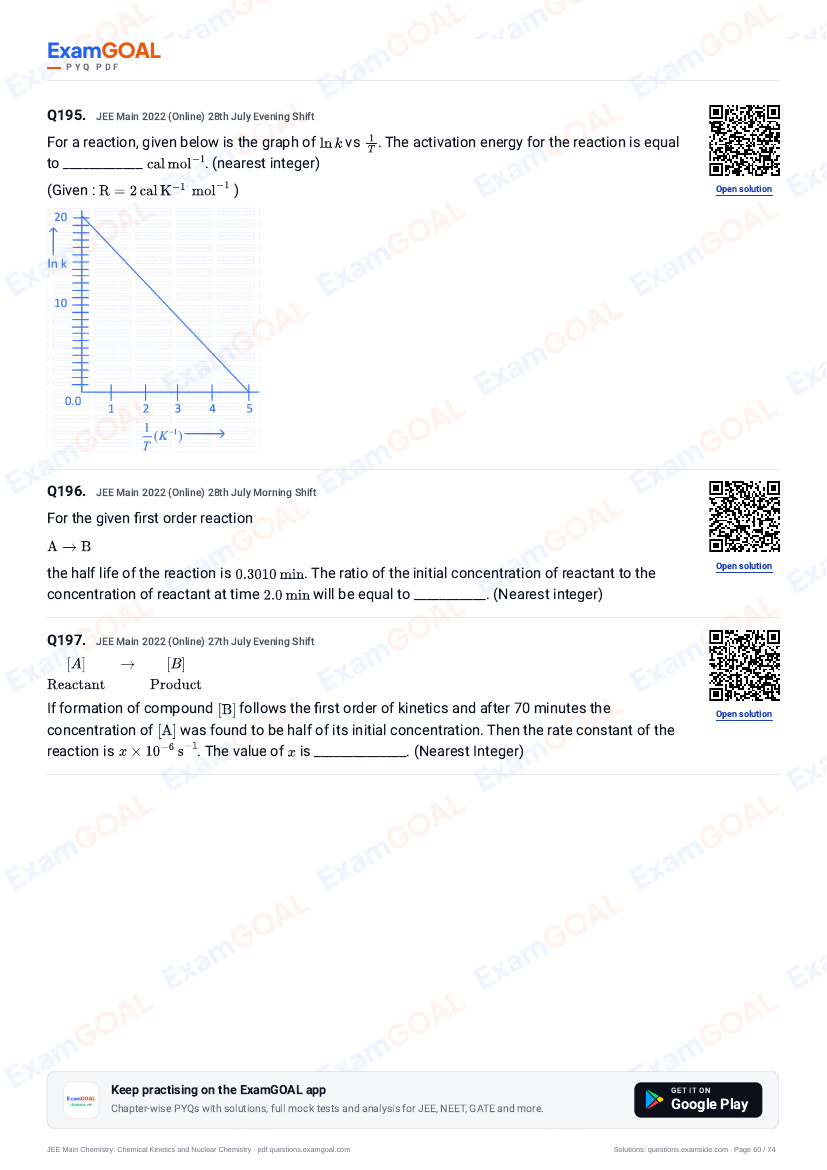 ExamGOAL
PYQ PDF
Q195. JEE Main 2022 (Online) 28th July Evening Shift
For a reaction, given below is the graph of ln k vs 1/T. The activation energy for the reaction is equal
to ____________ cal mol⁻¹. (nearest integer)
(Given : R = 2 cal K⁻¹ mol⁻¹ )
Open solution
20
ln k
10
0.0
1 2 3 4 5
1/T (K⁻¹)
Q196. JEE Main 2022 (Online) 28th July Morning Shift
For the given first order reaction
A → B
the half life of the reaction is 0.3010 min. The ratio of the initial concentration of reactant to the
concentration of reactant at time 2.0 min will be equal to ___________. (Nearest integer)
Open solution
Q197. JEE Main 2022 (Online) 27th July Evening Shift
[A] → [B]
Reactant Product
If formation of compound [B] follows the first order of kinetics and after 70 minutes the
concentration of [A] was found to be half of its initial concentration. Then the rate constant of the
reaction is x × 10⁻⁶ s⁻¹. The value of x is ______________. (Nearest Integer)
Open solution
Keep practising on the ExamGOAL app
Chapter-wise PYQs with solutions, full mock tests and analysis for JEE, NEET, GATE and more.
GET IT ON
Google Play
JEE Main Chemistry: Chemical Kinetics and Nuclear Chemistry · pdf.questions.examgoal.com
Solutions: questions.examside.com · Page 60 / 74